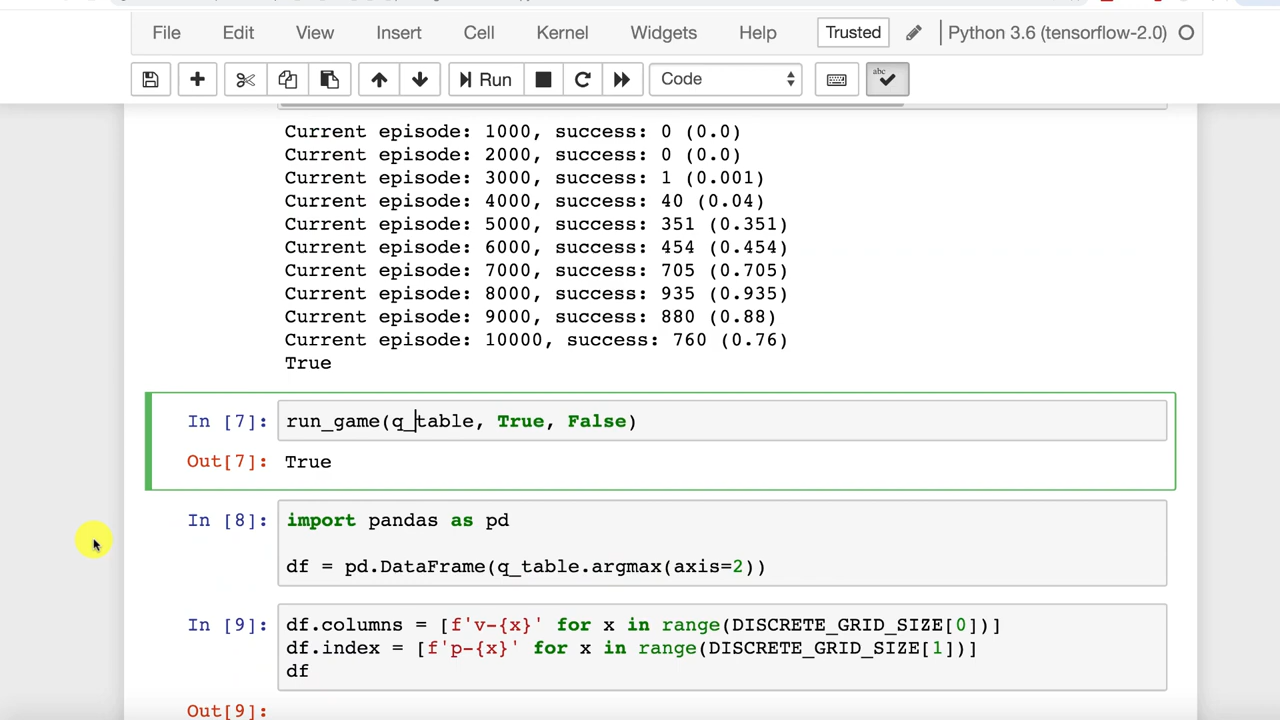 File Edit View Insert Cell Kernel Widgets Help Trusted Python 3.6 (tensorflow-2.0)
Run Code abc
Current episode: 1000, success: 0 (0.0)
Current episode: 2000, success: 0 (0.0)
Current episode: 3000, success: 1 (0.001)
Current episode: 4000, success: 40 (0.04)
Current episode: 5000, success: 351 (0.351)
Current episode: 6000, success: 454 (0.454)
Current episode: 7000, success: 705 (0.705)
Current episode: 8000, success: 935 (0.935)
Current episode: 9000, success: 880 (0.88)
Current episode: 10000, success: 760 (0.76)
True
In [7]: run_game(q_table, True, False)
Out[7]: True
In [8]: import pandas as pd
df = pd.DataFrame(q_table.argmax(axis=2))
In [9]: df.columns = [f'v-{x}' for x in range(DISCRETE_GRID_SIZE[0])]
df.index = [f'p-{x}' for x in range(DISCRETE_GRID_SIZE[1])]
df
Out[9]: